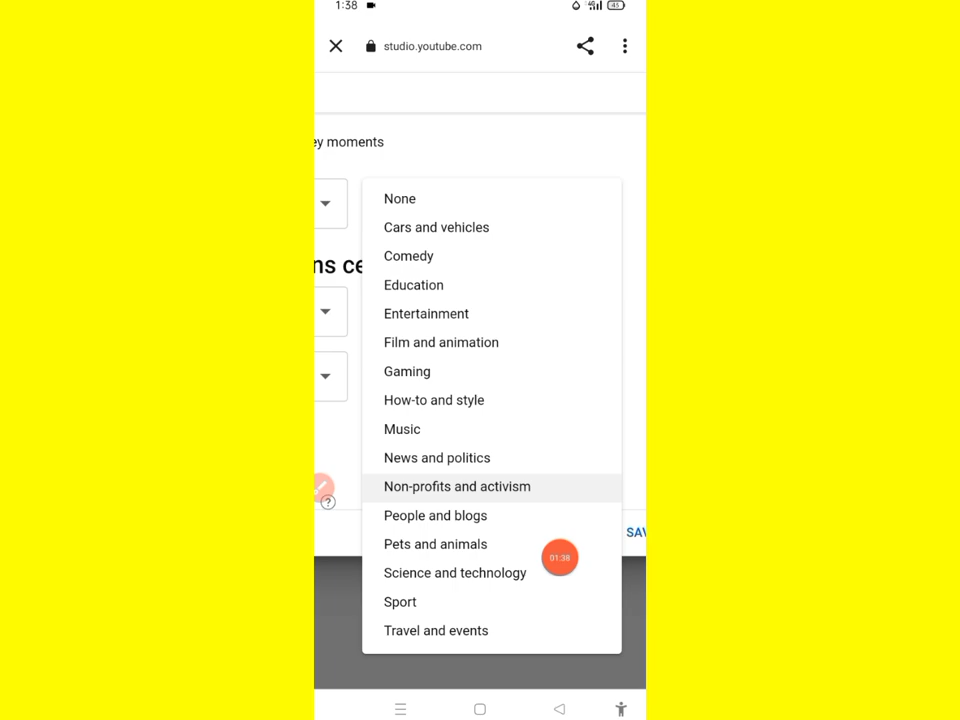 1:38
45
studio.youtube.com
ey moments
None
Cars and vehicles
Comedy
Education
ns ce
Entertainment
Film and animation
Gaming
How-to and style
Music
News and politics
Non-profits and activism
?
People and blogs
SAV
Pets and animals
01:38
Science and technology
Sport
Travel and events